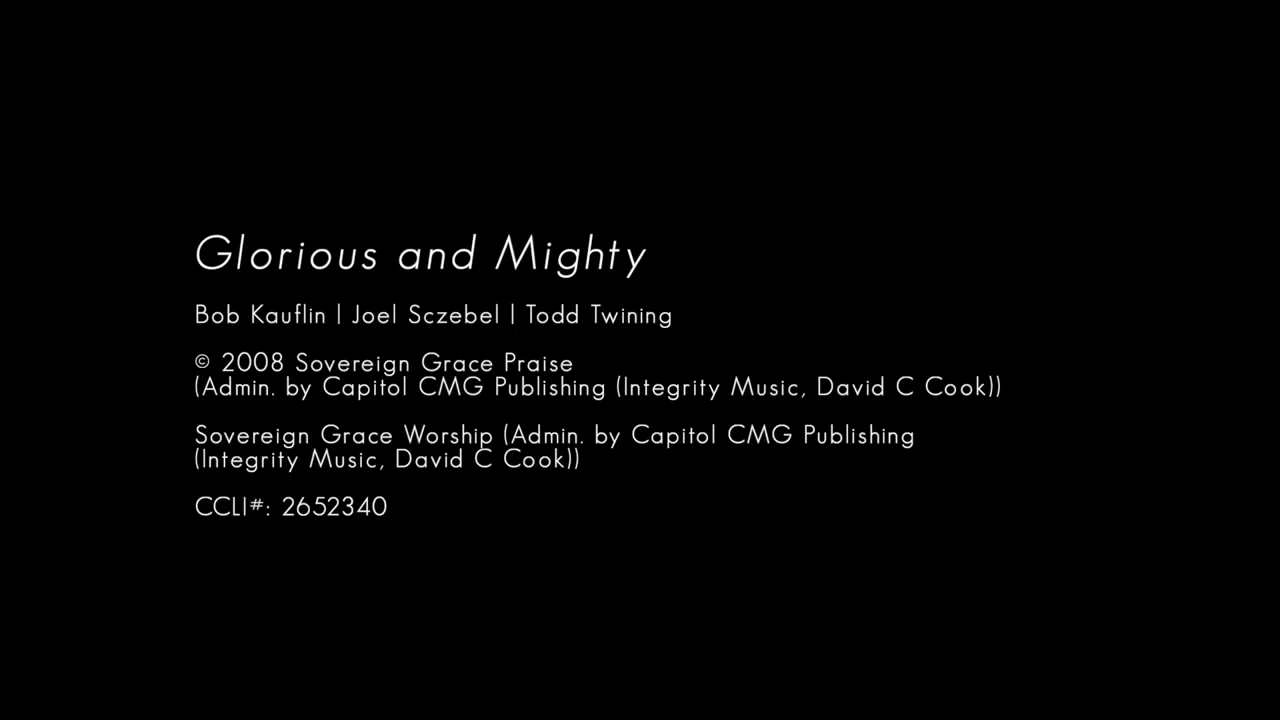 Glorious and Mighty
Bob Kauflin | Joel Sczebel | Todd Twining
© 2008 Sovereign Grace Praise
(Admin. by Capitol CMG Publishing (Integrity Music, David C Cook))
Sovereign Grace Worship (Admin. by Capitol CMG Publishing
(Integrity Music, David C Cook))
CCLI#: 2652340